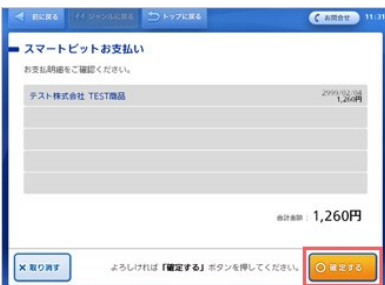 前に戻る ジャンルに戻る トップに戻る お問合せ 11:31
スマートピットお支払い
お支払明細をご確認ください。
テスト株式会社 TEST商品 2999/02/04
1,260円
合計金額： 1,260円
×取り消す よろしければ「確定する」ボタンを押してください。 ○確定する